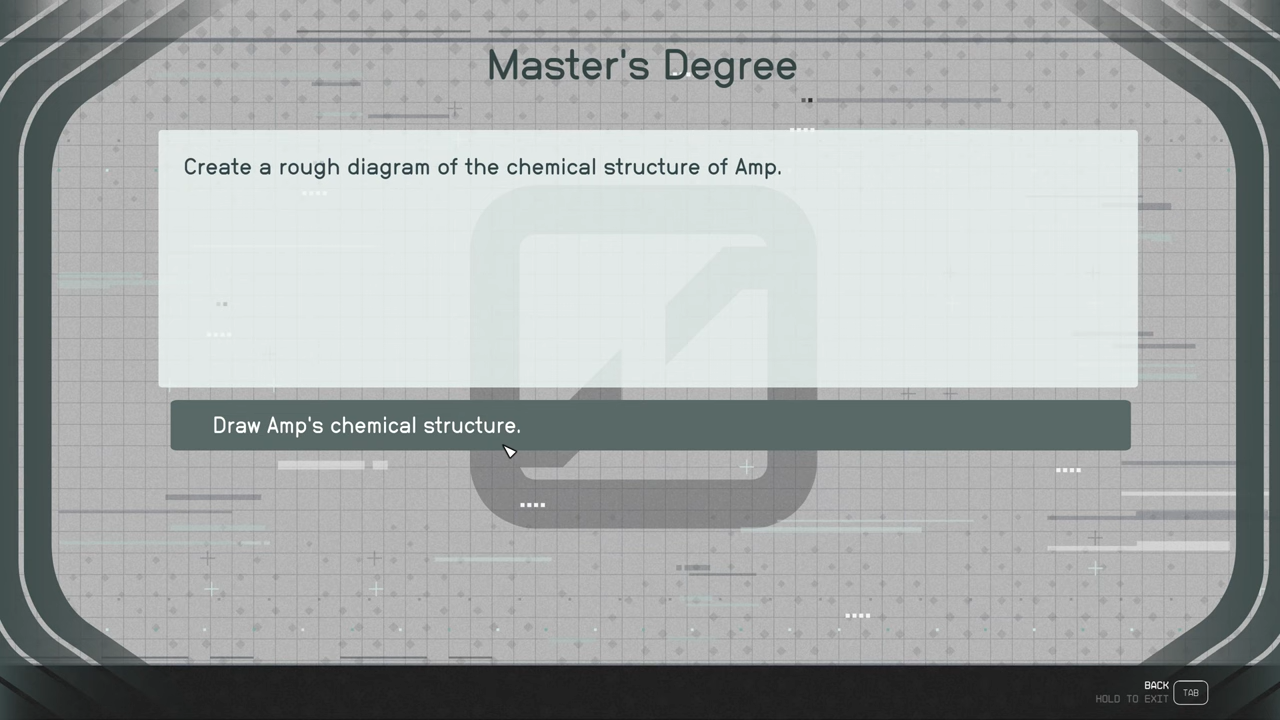 Master's Degree
Create a rough diagram of the chemical structure of Amp.
Draw Amp's chemical structure.
BACK
HOLD TO EXIT
TAB